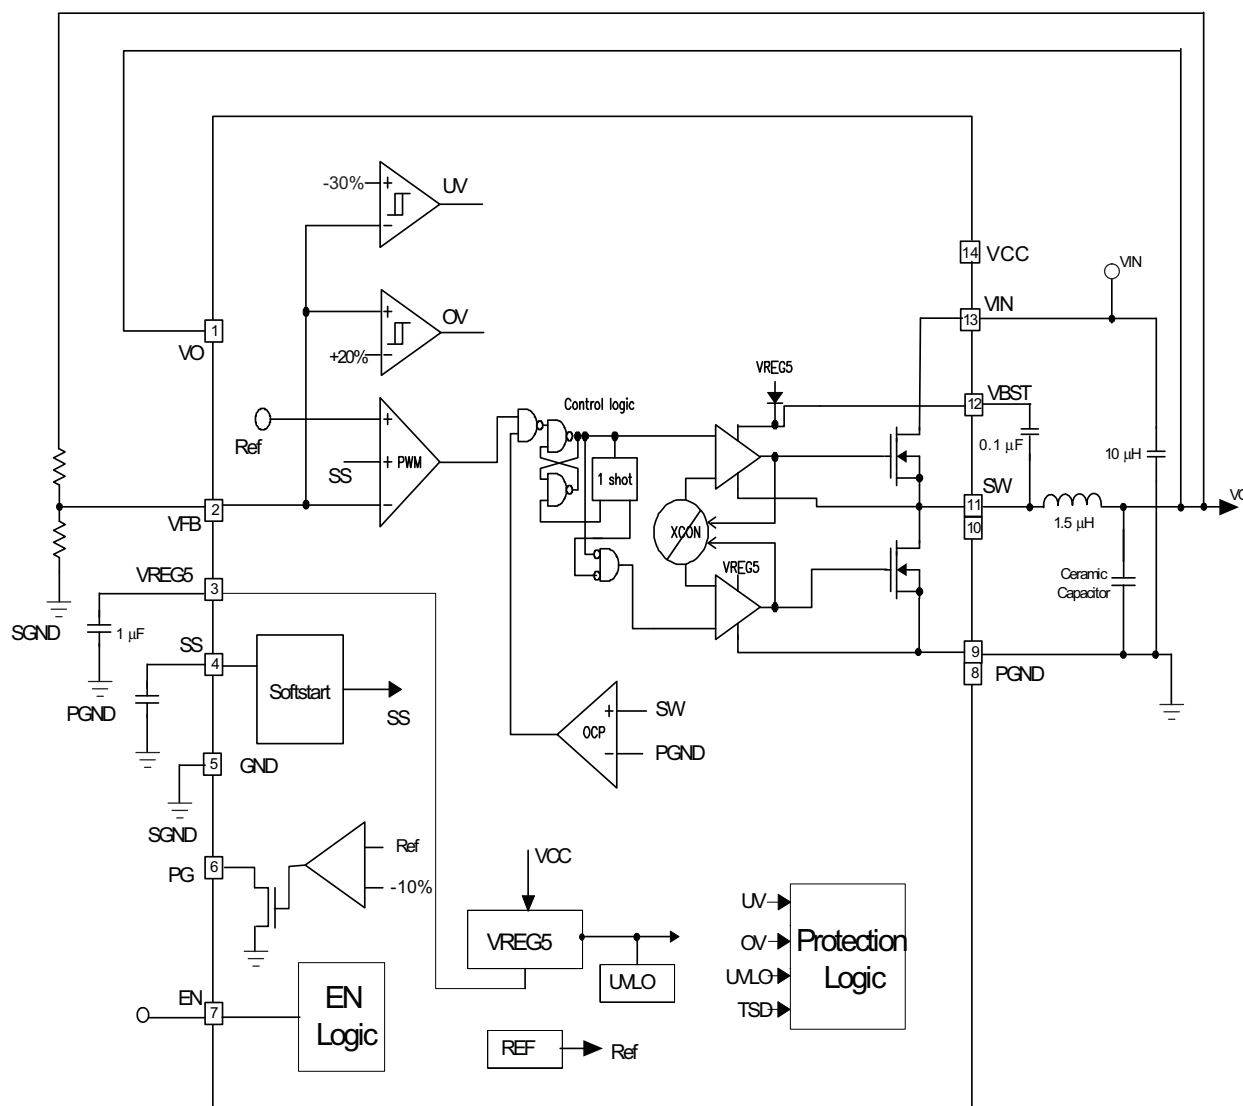 -30%
+
-
UV
14
VCC
VIN
VIN
13
+
-
OV
+20%
1
VO
VREG5
VBST
12
Control logic
Ref
+
SS
+
PWM
-
1 shot
0.1 µF
10 µH
SW
11
10
VO
1.5 µH
2
VFB
XCON
VREG5
VREG5
3
Ceramic
Capacitor
SGND
1 µF
SS
4
9
8
PGND
Softstart
SS
PGND
+
SW
OCP
-
PGND
5
GND
SGND
6
PG
Ref
-10%
VCC
VREG5
UVLO
UV
OV
UVLO
TSD
Protection
Logic
EN
7
EN
Logic
REF
Ref